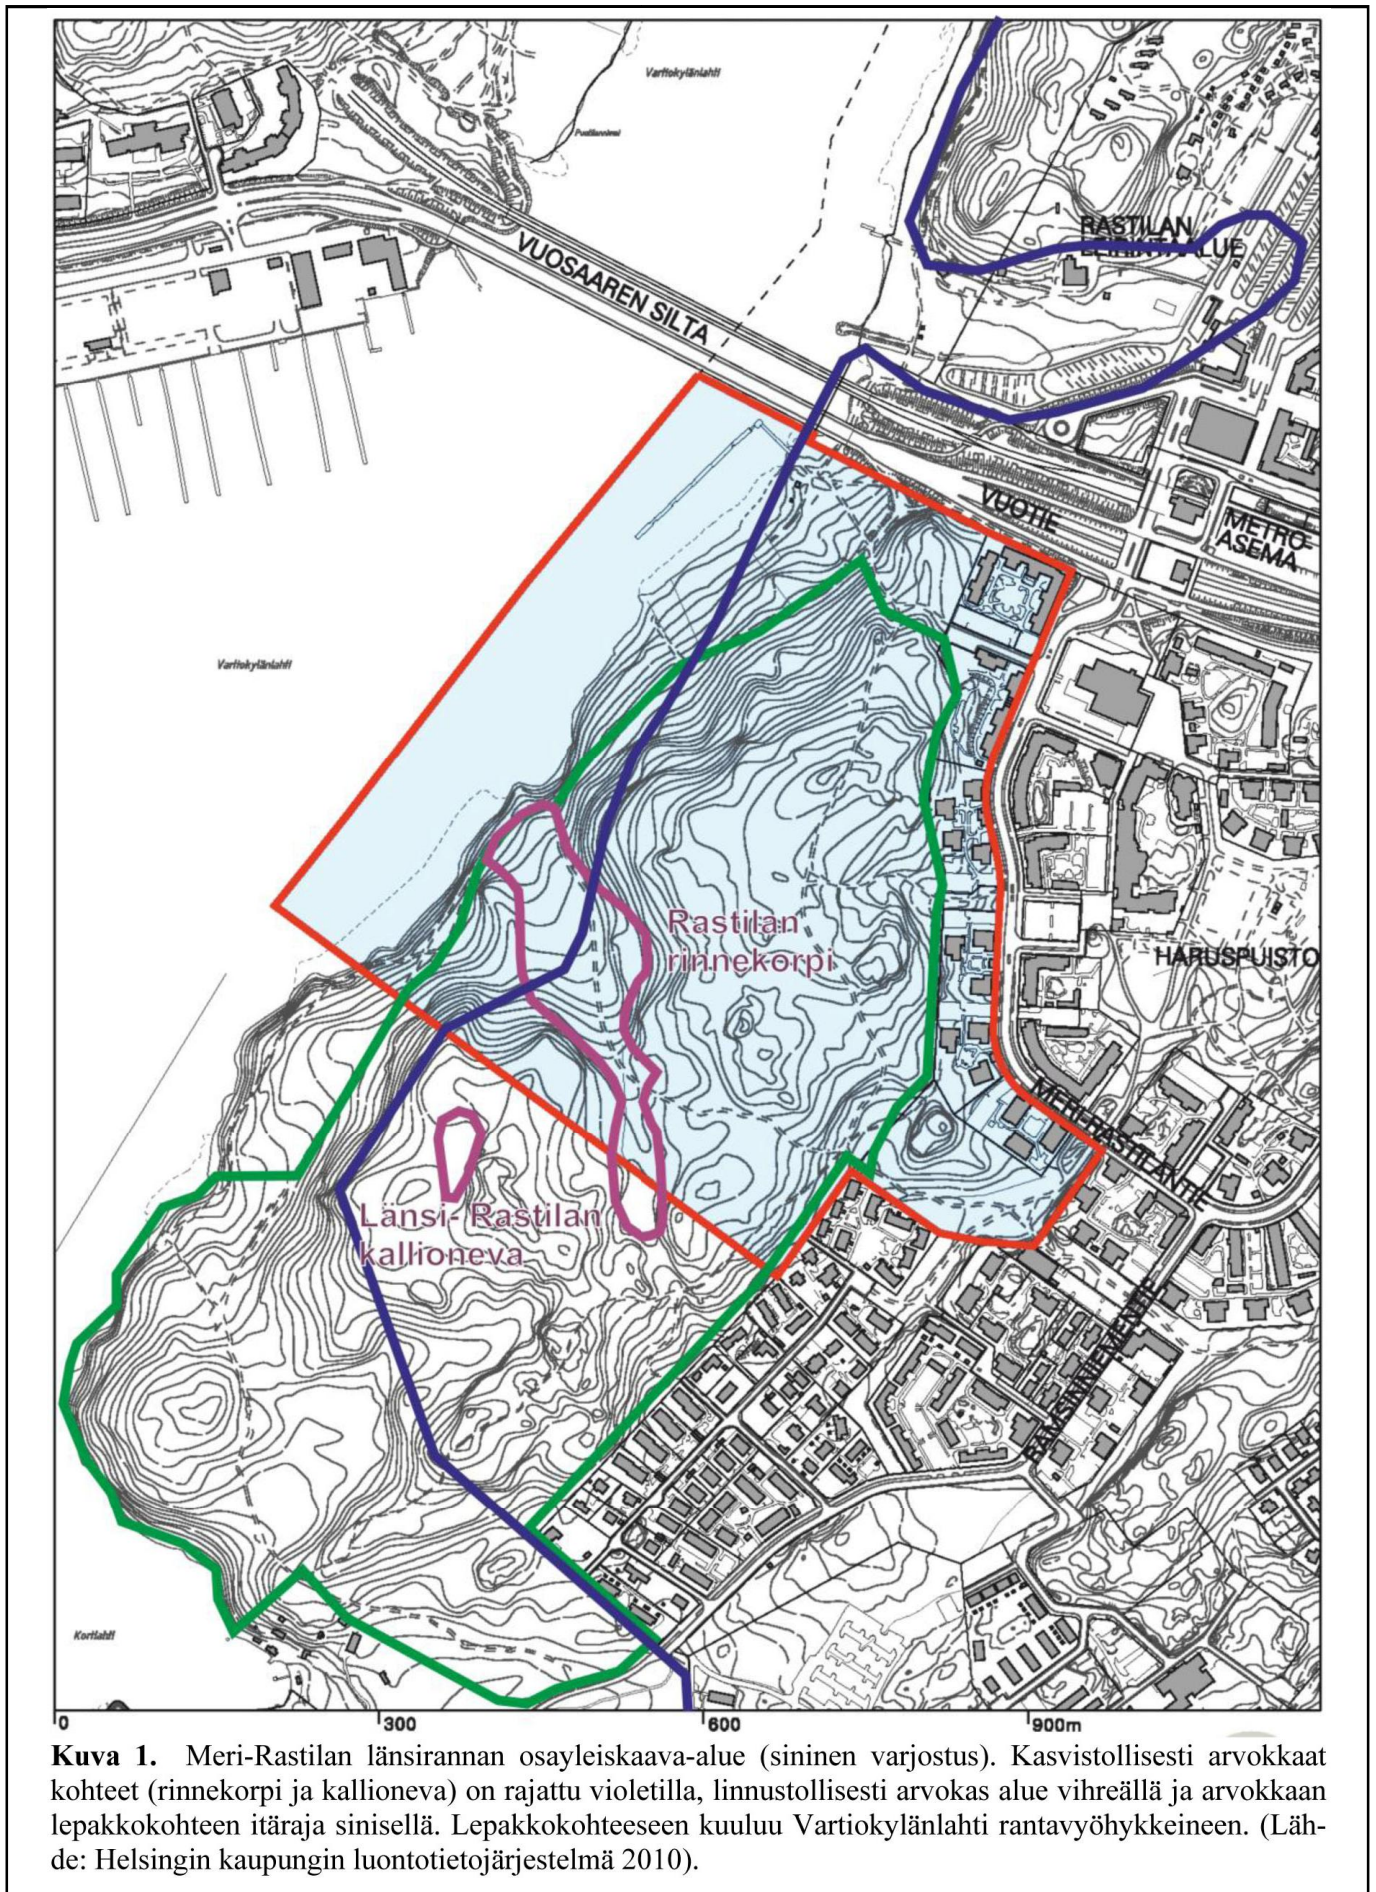 Vartiokylänlahti
Puotilansalmi
RASTILAN
LEIRINTÄALUE
VUOSAAREN SILTA
VUOTIE
METRO-
ASEMA
Vartiokylänlahti
Rastilan
rinnekorpi
HARUSPUISTO
MERI-RASTILANTIE
Länsi- Rastilan
kallioneva
RAMSINNIEMENTIE
Kortlahti
0 300 600 900m
Kuva 1. Meri-Rastilan länsirannan osayleiskaava-alue (sininen varjostus). Kasvistollisesti arvokkaat
kohteet (rinnekorpi ja kallioneva) on rajattu violetilla, linnustollisesti arvokas alue vihreällä ja arvokkaan
lepakkokohteen itäraja sinisellä. Lepakkokohteeseen kuuluu Vartiokylänlahti rantavyöhykkeineen. (Läh-
de: Helsingin kaupungin luontotietojärjestelmä 2010).